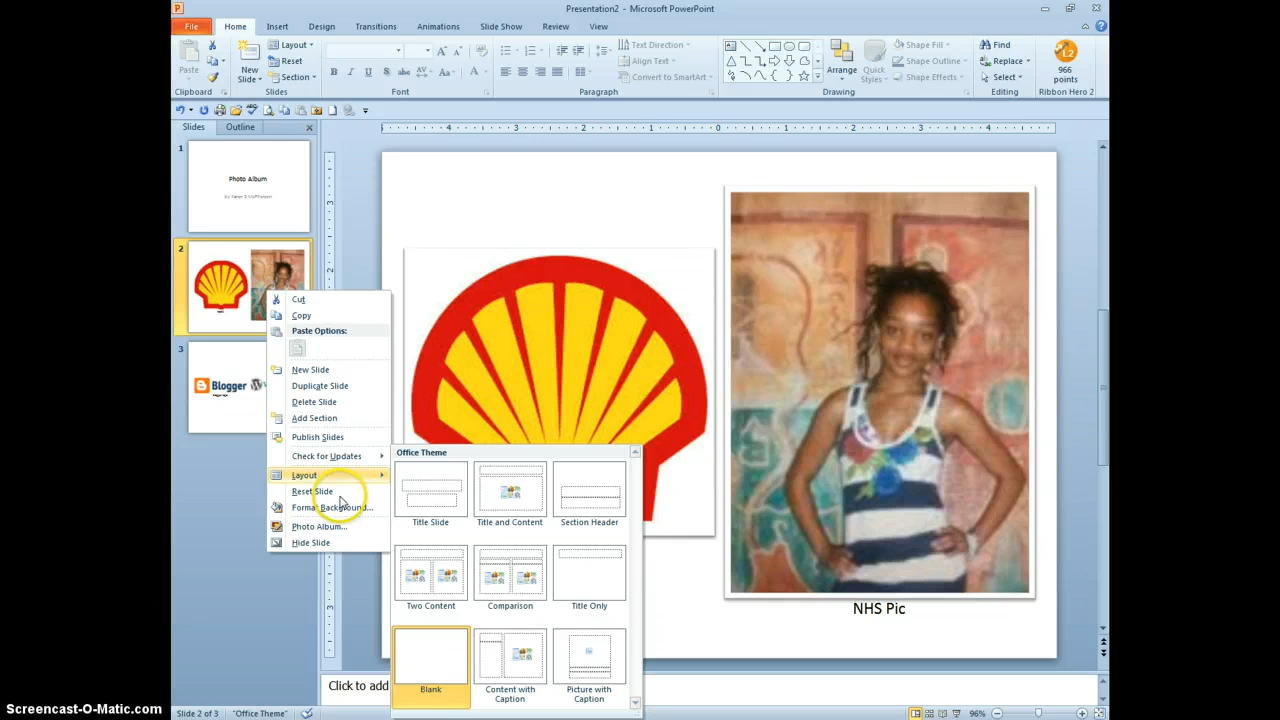 Presentation2 - Microsoft PowerPoint
File Home Insert Design Transitions Animations Slide Show Review View
Paste
New Slide
Layout
Reset
Section
Text Direction
Align Text
Convert to SmartArt
Arrange
Quick Styles
Shape Fill
Shape Outline
Shape Effects
Find
Replace
Select
L2
966 points
Clipboard Slides Font Paragraph Drawing Editing Ribbon Hero 2
Slides Outline
1
Photo Album
2
3
Blogger
Cut
Copy
Paste Options:
New Slide
Duplicate Slide
Delete Slide
Add Section
Publish Slides
Check for Updates
Layout
Reset Slide
Format Background...
Photo Album...
Hide Slide
Office Theme
Title Slide
Title and Content
Section Header
Two Content
Comparison
Title Only
Blank
Content with Caption
Picture with Caption
NHS Pic
Click to add
Slide 2 of 3 "Office Theme" 96%
Screencast-O-Matic.com